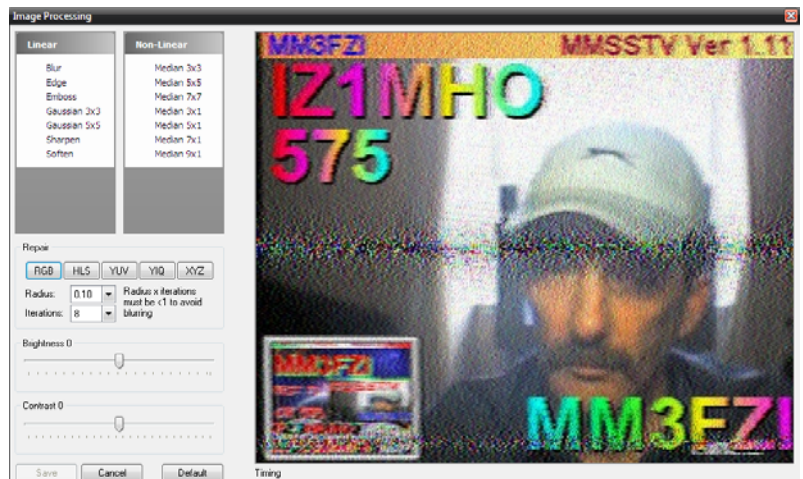 Image Processing
Linear
Blur
Edge
Emboss
Gaussian 3x3
Gaussian 5x5
Sharpen
Soften
Non-Linear
Median 3x3
Median 5x5
Median 7x7
Median 3x1
Median 5x1
Median 7x1
Median 9x1
Repair
RGB HLS YUV YIQ XYZ
Radius: 0.10
Iterations: 8
Radius x iterations
must be <1 to avoid
blurring
Brightness 0
Contrast 0
Save Cancel Default
MM3FZI MMSSTV Ver 1.11
IZ1MHO
575
MM3FZI
MM3FZI
Timing